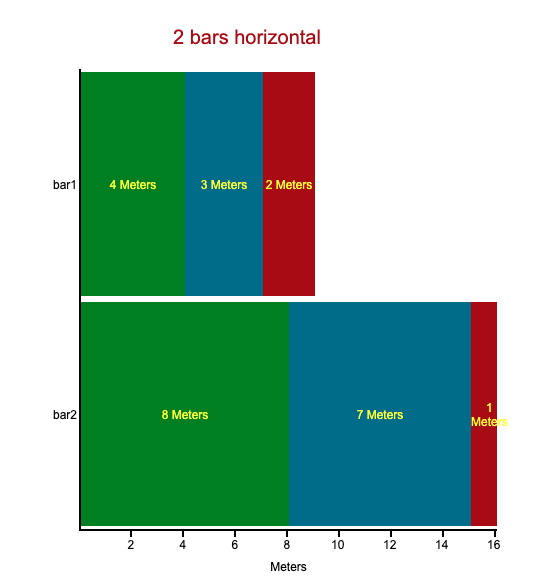 2 bars horizontal
bar1
4 Meters
3 Meters
2 Meters
bar2
8 Meters
7 Meters
1
Meters
2 4 6 8 10 12 14 16
Meters